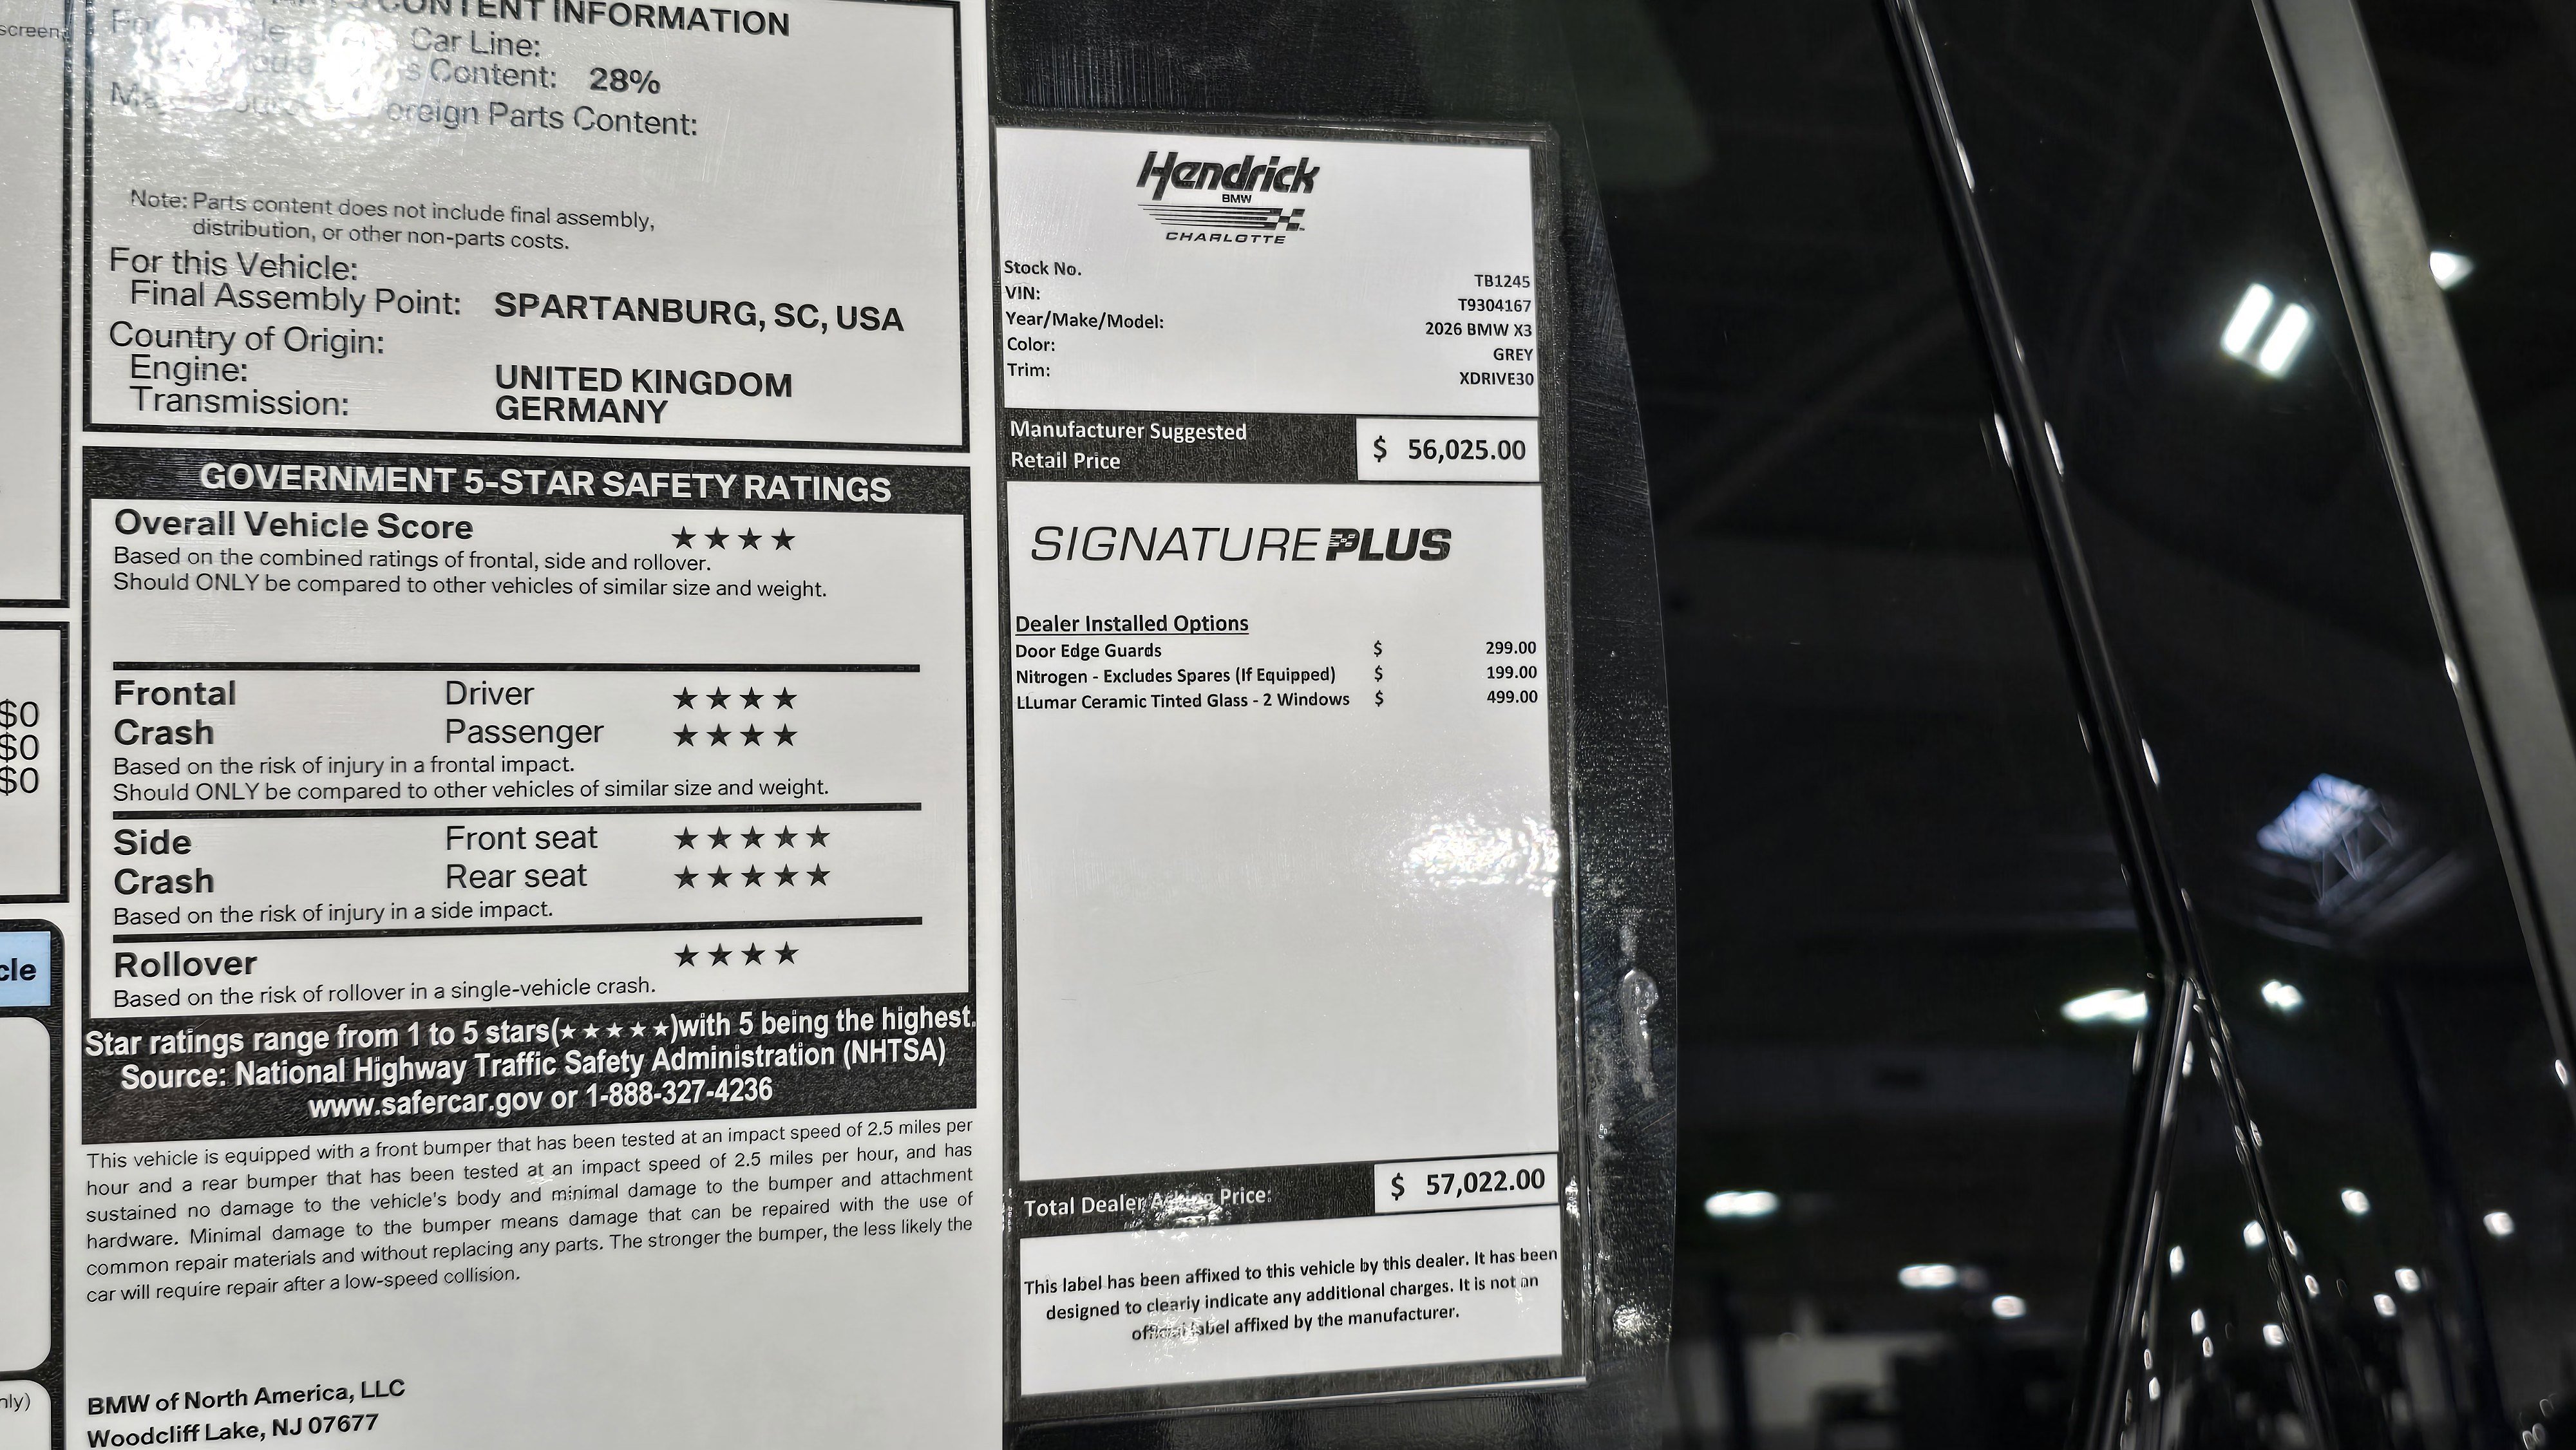 screen,
CONTENT INFORMATION
Car Line:
s Content: 28%
oreign Parts Content:
Note: Parts content does not include final assembly,
distribution, or other non-parts costs.
For this Vehicle:
Final Assembly Point: SPARTANBURG, SC, USA
Country of Origin:
Engine: UNITED KINGDOM
Transmission: GERMANY
GOVERNMENT 5-STAR SAFETY RATINGS
Overall Vehicle Score ★★★★
Based on the combined ratings of frontal, side and rollover.
Should ONLY be compared to other vehicles of similar size and weight.
Frontal Driver ★★★★
Crash Passenger ★★★★
Based on the risk of injury in a frontal impact.
Should ONLY be compared to other vehicles of similar size and weight.
Side Front seat ★★★★★
Crash Rear seat ★★★★★
Based on the risk of injury in a side impact.
Rollover ★★★★
Based on the risk of rollover in a single-vehicle crash.
Star ratings range from 1 to 5 stars(★★★★★)with 5 being the highest.
Source: National Highway Traffic Safety Administration (NHTSA)
www.safercar.gov or 1-888-327-4236
This vehicle is equipped with a front bumper that has been tested at an impact speed of 2.5 miles per
hour and a rear bumper that has been tested at an impact speed of 2.5 miles per hour, and has
sustained no damage to the vehicle's body and minimal damage to the bumper and attachment
hardware. Minimal damage to the bumper means damage that can be repaired with the use of
common repair materials and without replacing any parts. The stronger the bumper, the less likely the
car will require repair after a low-speed collision.
BMW of North America, LLC
Woodcliff Lake, NJ 07677
$0
$0
$0
cle
nly)
Hendrick
BMW
CHARLOTTE
Stock No. TB1245
VIN: T9304167
Year/Make/Model: 2026 BMW X3
Color: GREY
Trim: XDRIVE30
Manufacturer Suggested
Retail Price $ 56,025.00
SIGNATURE PLUS
Dealer Installed Options
Door Edge Guards $ 299.00
Nitrogen - Excludes Spares (If Equipped) $ 199.00
LLumar Ceramic Tinted Glass - 2 Windows $ 499.00
Total Dealer Asking Price: $ 57,022.00
This label has been affixed to this vehicle by this dealer. It has been
designed to clearly indicate any additional charges. It is not an
official label affixed by the manufacturer.